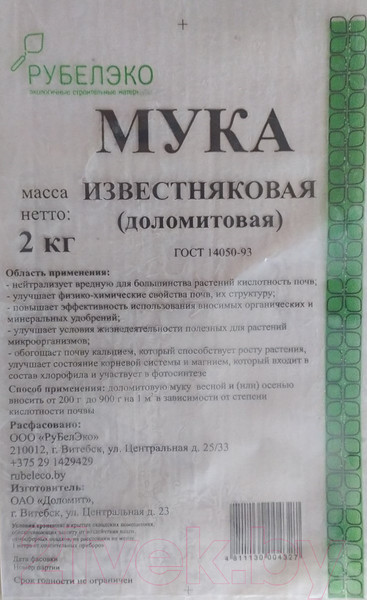 РУБЕЛЭКО
экологичные строительные материалы
МУКА
масса
нетто:
2 кг
ИЗВЕСТНЯКОВАЯ
(доломитовая)
ГОСТ 14050-93
Область применения:
- нейтрализует вредную для большинства растений кислотность почв;
- улучшает физико-химические свойства почв, их структуру;
- повышает эффективность использования вносимых органических и
минеральных удобрений;
- улучшает условия жизнедеятельности полезных для растений
микроорганизмов;
- обогощает почву кальцием, который способствует росту растения,
улучшает состояние корневой системы и магнием, который входит в
состав хлорофила и участвует в фотосинтезе
Способ применения: доломитовую муку весной и (или) осенью
вносить от 200 г до 900 г на 1 м² в зависимости от степени
кислотности почвы
Расфасовано:
ООО «РуБелЭко»
210012, г. Витебск, ул. Центральная д. 25/33
+375 29 1429429
rubeleco.by
Изготовитель:
ОАО «Доломит»,
г. Витебск, ул. Центральная д. 23
Дата фасовки
Номер партии
Срок годности не ограничен